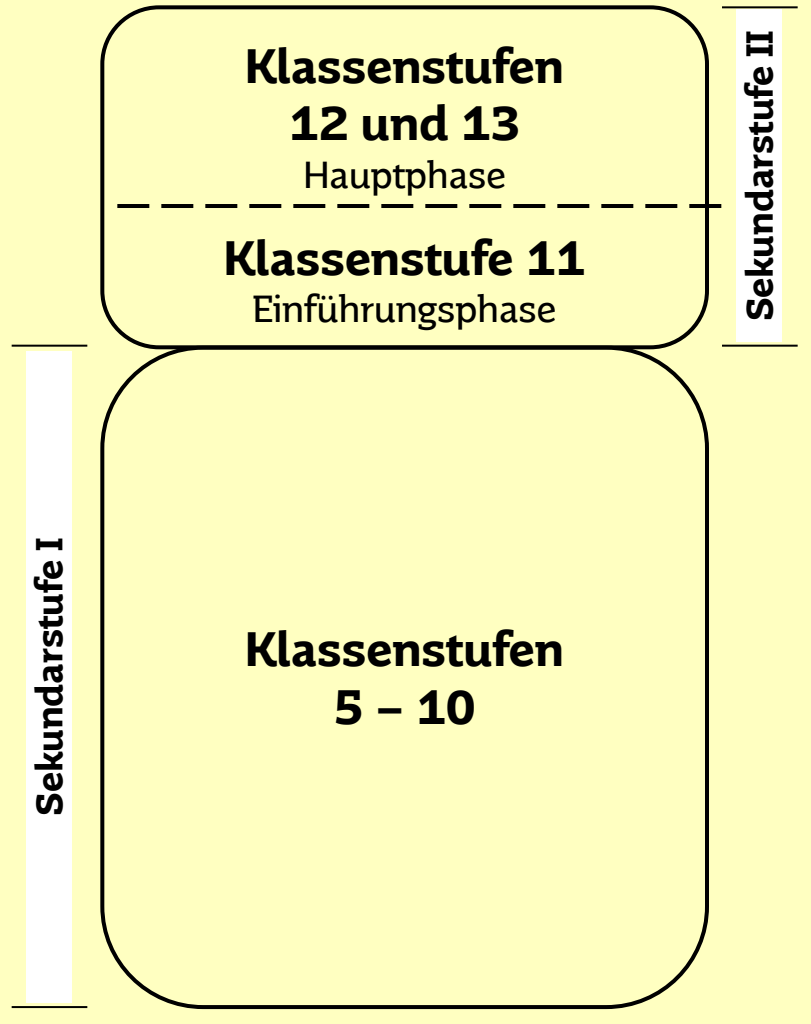 Klassenstufen
12 und 13
Hauptphase
Klassenstufe 11
Einführungsphase
Sekundarstufe II
Klassenstufen
5 – 10
Sekundarstufe I